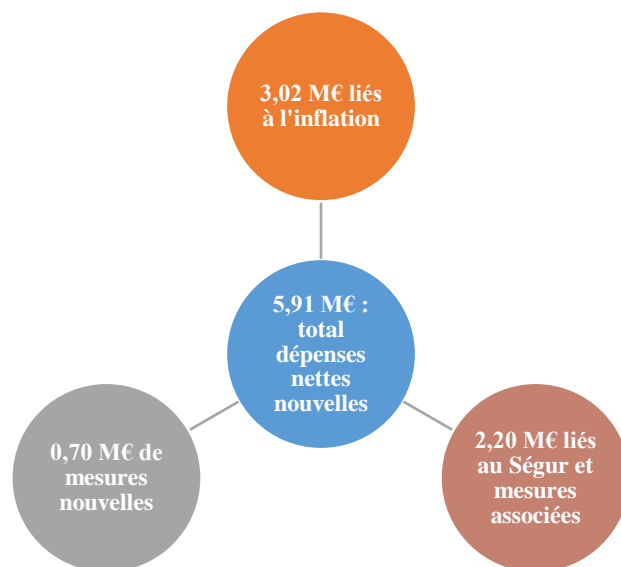 3,02 M€ liés
à l'inflation
5,91 M€ :
total
dépenses
nettes
nouvelles
0,70 M€ de
mesures
nouvelles
2,20 M€ liés
au Ségur et
mesures
associées